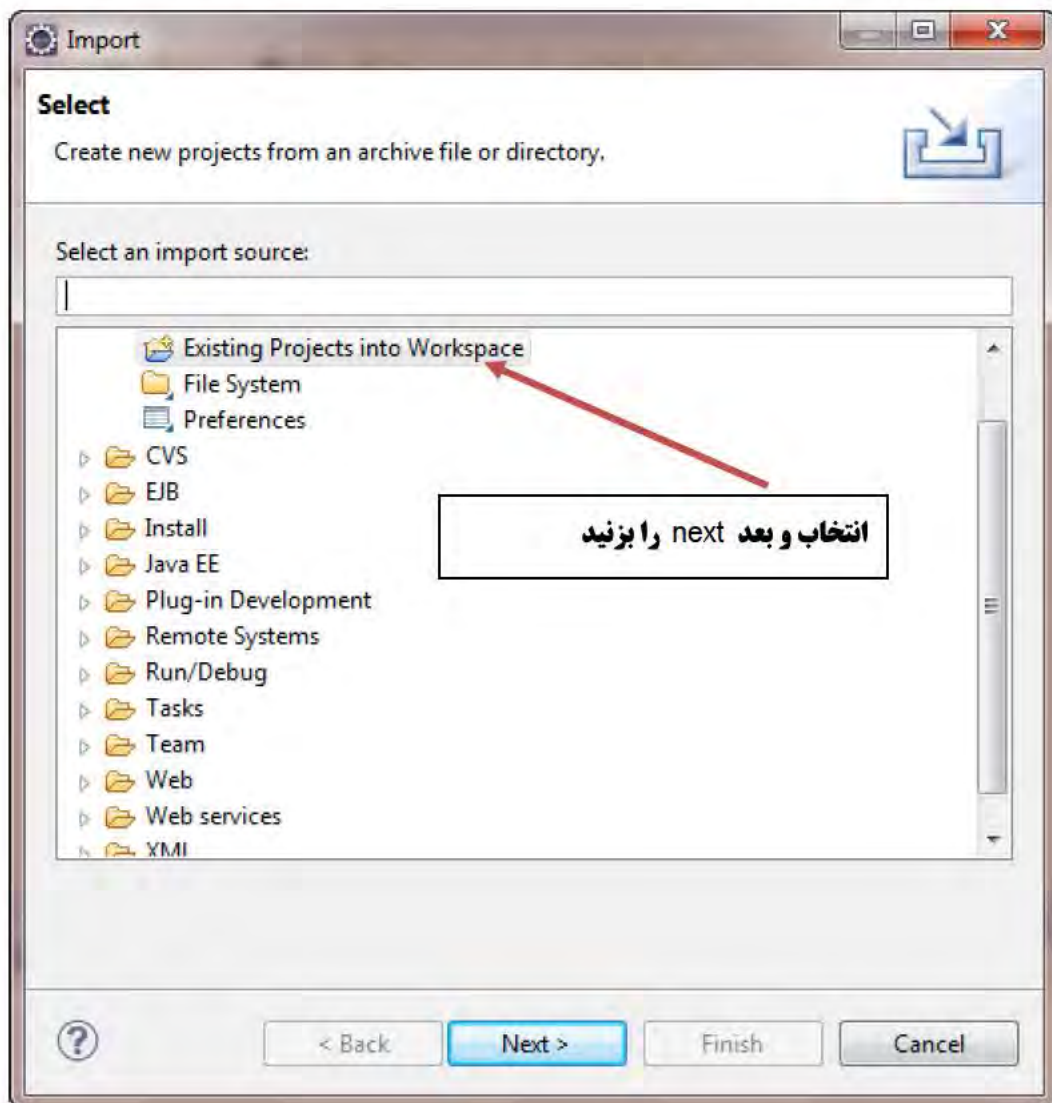 Import
Select
Create new projects from an archive file or directory.
Select an import source:
Existing Projects into Workspace
File System
Preferences
CVS
EJB
Install
انتخاب و بعد next را بزنید
Java EE
Plug-in Development
Remote Systems
Run/Debug
Tasks
Team
Web
Web services
XML
< Back Next > Finish Cancel